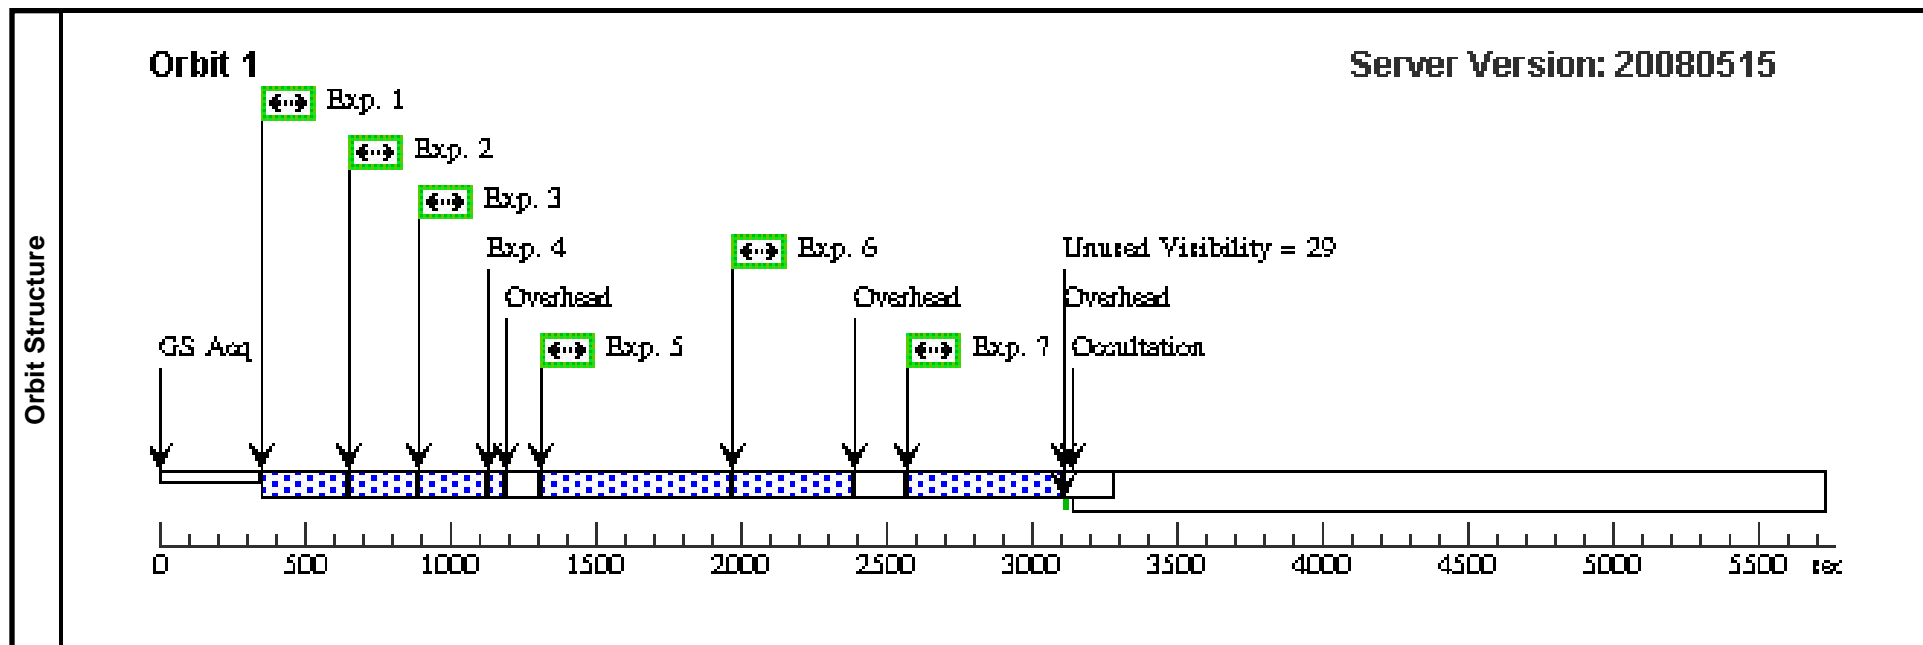 Orbit Structure
Orbit 1
Server Version: 20080515
Exp. 1
Exp. 2
Exp. 3
Exp. 4
Exp. 6
Unused Visibility = 29
Overhead
Overhead
Overhead
GS Acq
Exp. 5
Exp. 7
Occultation
0 500 1000 1500 2000 2500 3000 3500 4000 4500 5000 5500 sec